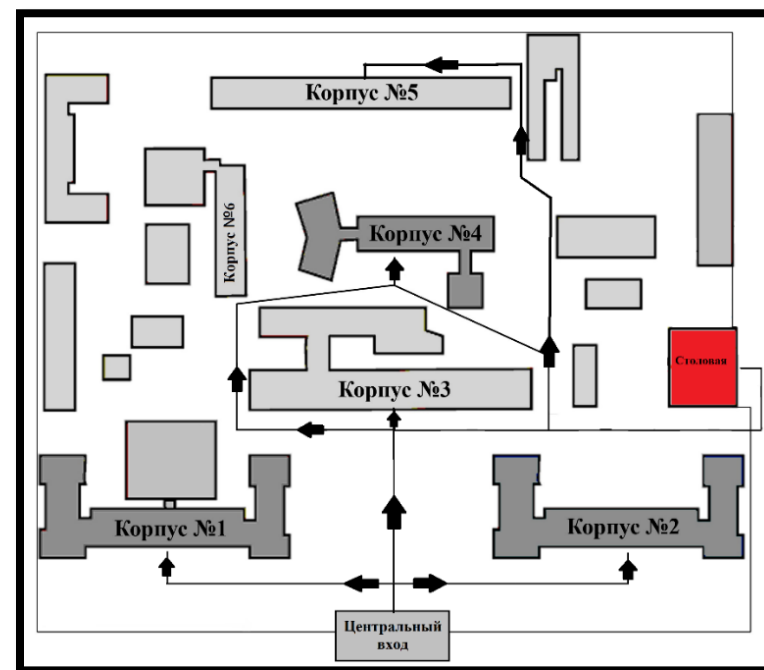 Корпус №5
Корпус №6
Корпус №4
Столовая
Корпус №3
Корпус №1
Корпус №2
Центральный
вход